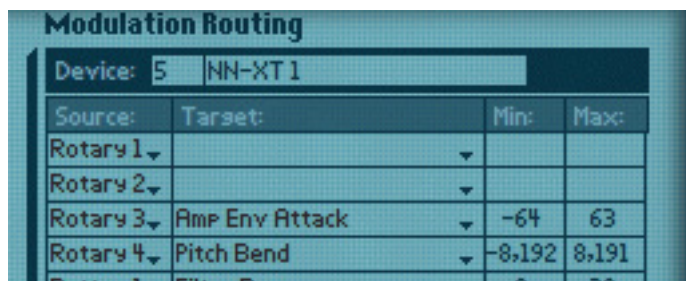 Modulation Routing
Device: 5 NN-XT 1
Source: Target: Min: Max:
Rotary 1
Rotary 2
Rotary 3 Amp Env Attack -64 63
Rotary 4 Pitch Bend -8,192 8,191